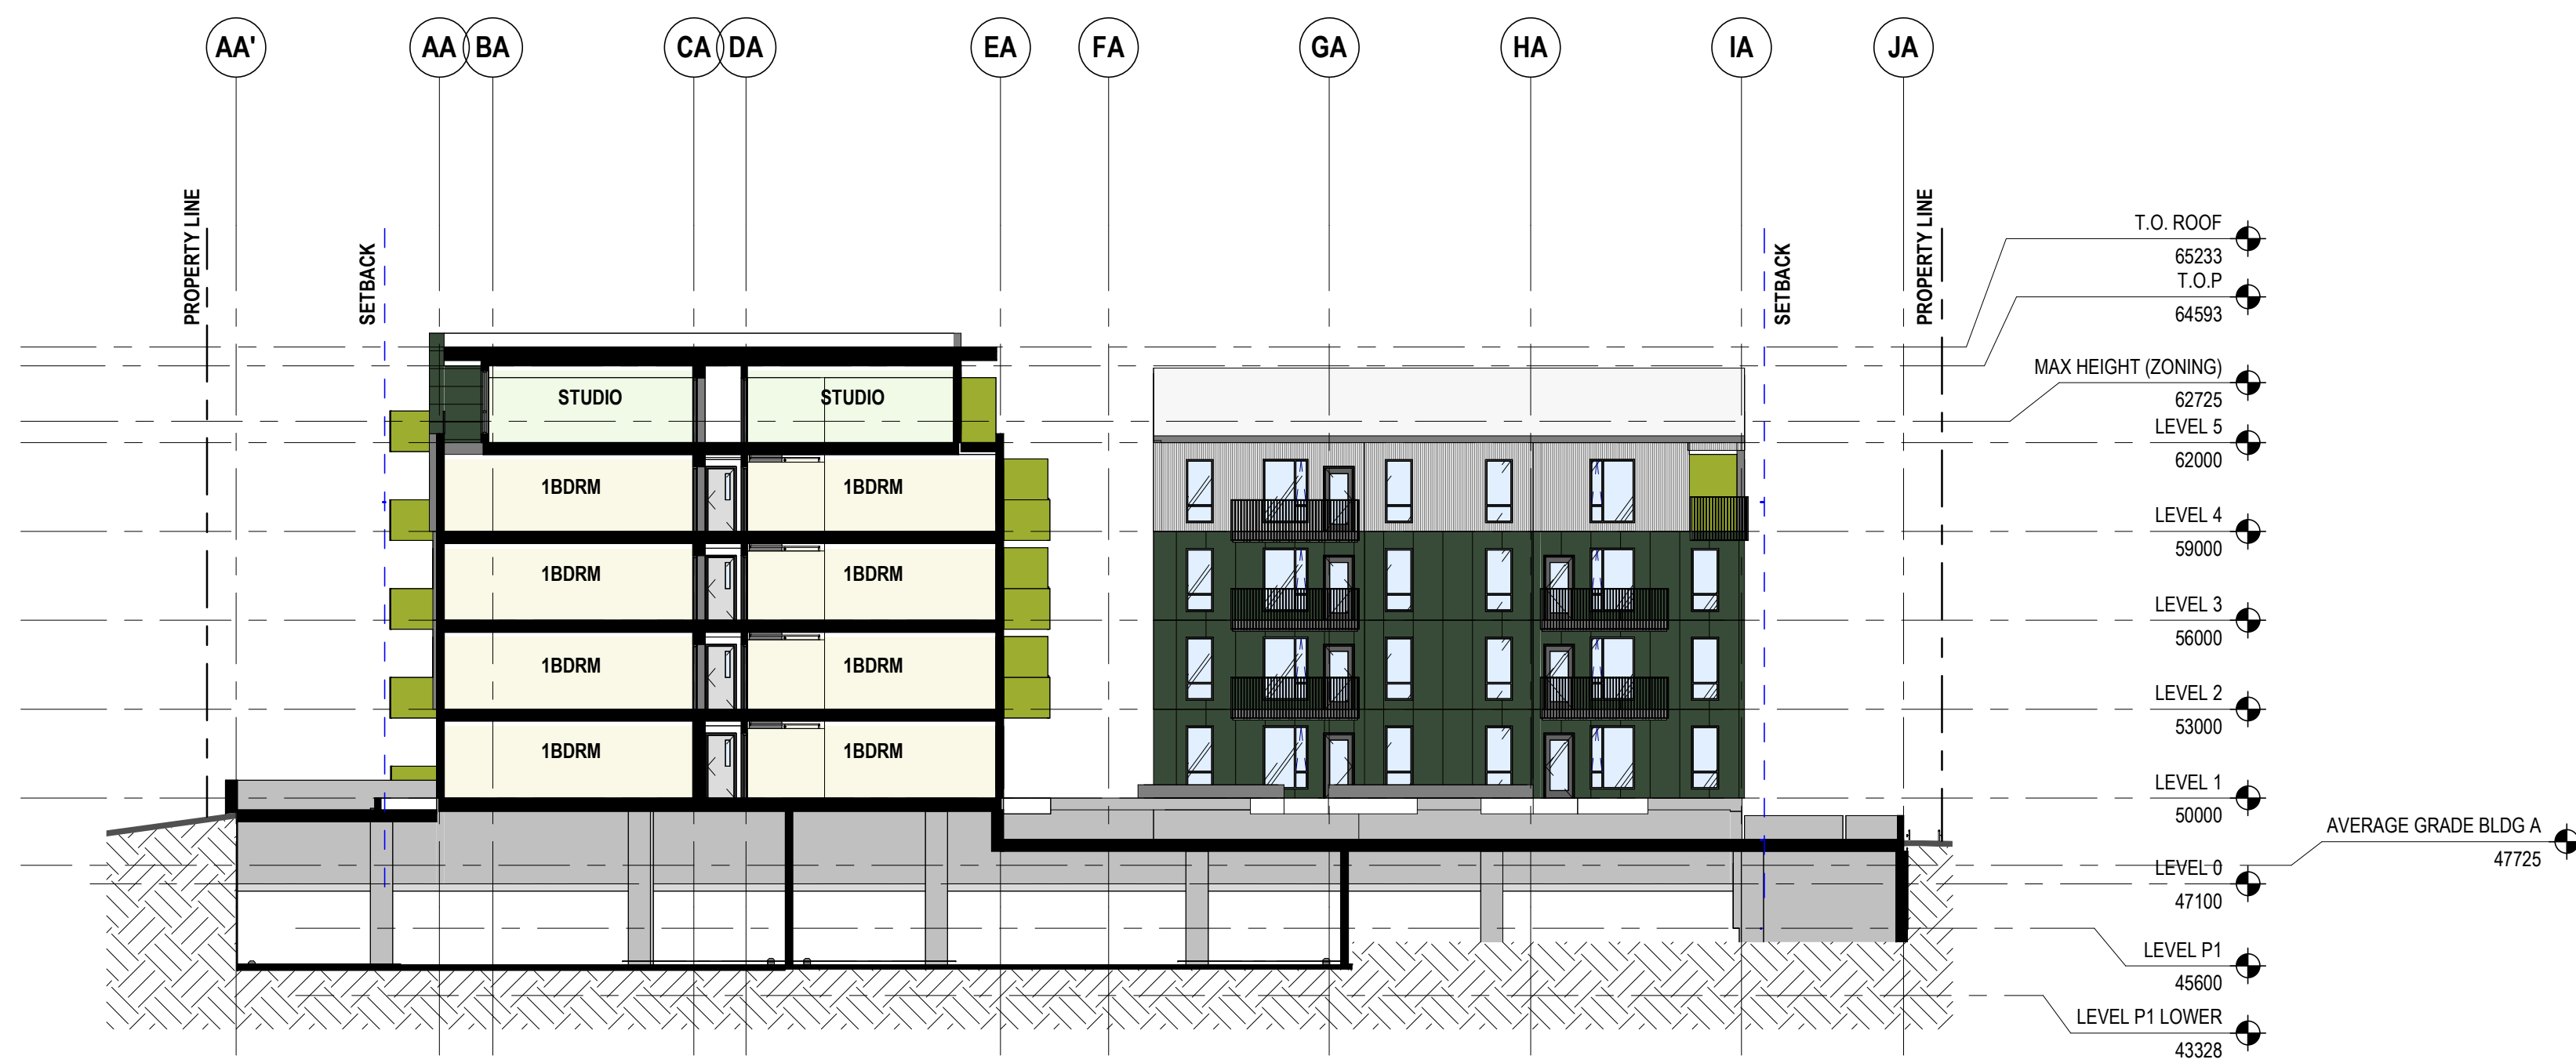 AA'
AA
BA
CA
DA
EA
FA
GA
HA
IA
JA
PROPERTY LINE
SETBACK
SETBACK
PROPERTY LINE
T.O. ROOF
65233
T.O.P
64593
MAX HEIGHT (ZONING)
62725
LEVEL 5
62000
LEVEL 4
59000
LEVEL 3
56000
LEVEL 2
53000
LEVEL 1
50000
AVERAGE GRADE BLDG A
47725
LEVEL 0
47100
LEVEL P1
45600
LEVEL P1 LOWER
43328
STUDIO
STUDIO
1BDRM
1BDRM
1BDRM
1BDRM
1BDRM
1BDRM
1BDRM
1BDRM